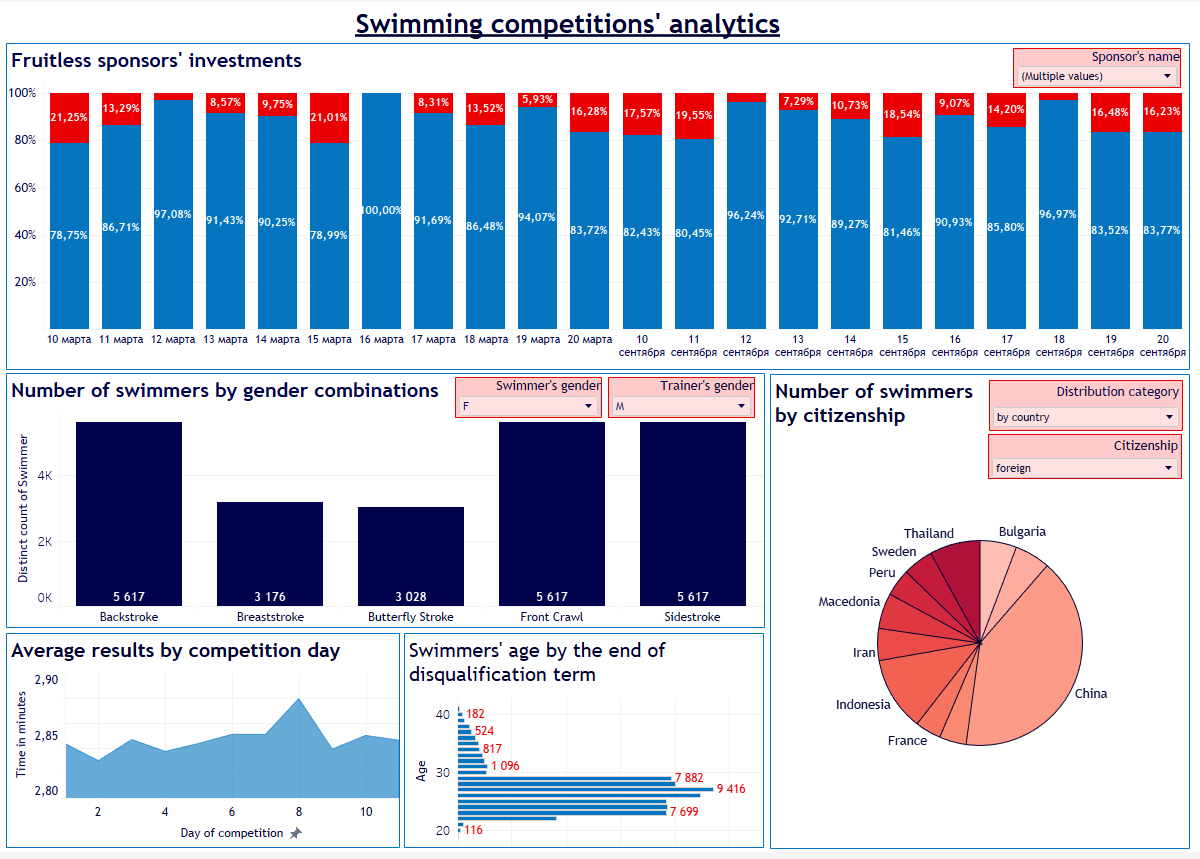 Swimming competitions' analytics
Fruitless sponsors' investments
Sponsor's name
(Multiple values)
100%
80%
60%
40%
20%
21,25% 13,29% 8,57% 9,75% 21,01% 8,31% 13,52% 5,93% 16,28% 17,57% 19,55% 7,29% 10,73% 18,54% 9,07% 14,20% 16,48% 16,23%
78,75% 86,71% 97,08% 91,43% 90,25% 78,99% 100,00% 91,69% 86,48% 94,07% 83,72% 82,43% 80,45% 96,24% 92,71% 89,27% 81,46% 90,93% 85,80% 96,97% 83,52% 83,77%
10 марта 11 марта 12 марта 13 марта 14 марта 15 марта 16 марта 17 марта 18 марта 19 марта 20 марта 10 сентября 11 сентября 12 сентября 13 сентября 14 сентября 15 сентября 16 сентября 17 сентября 18 сентября 19 сентября 20 сентября
Number of swimmers by gender combinations
Swimmer's gender
F
Trainer's gender
M
Distinct count of Swimmer
4K
2K
0K
5 617 3 176 3 028 5 617 5 617
Backstroke Breaststroke Butterfly Stroke Front Crawl Sidestroke
Number of swimmers
by citizenship
Distribution category
by country
Citizenship
foreign
Thailand
Bulgaria
Sweden
Peru
Macedonia
Iran
Indonesia
France
China
Average results by competition day
Time in minutes
2,90
2,85
2,80
2 4 6 8 10
Day of competition
Swimmers' age by the end of
disqualification term
Age
40
30
20
182
524
817
1 096
7 882
9 416
7 699
116